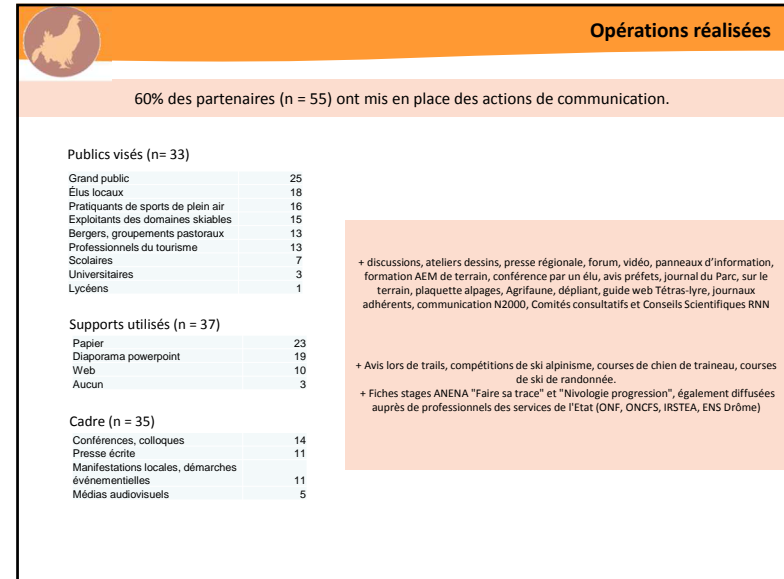 Opérations réalisées
60% des partenaires (n = 55) ont mis en place des actions de communication.
Publics visés (n= 33)
Grand public 25
Élus locaux 18
Pratiquants de sports de plein air 16
Exploitants des domaines skiables 15
Bergers, groupements pastoraux 13
Professionnels du tourisme 13
Scolaires 7
Universitaires 3
Lycéens 1
Supports utilisés (n = 37)
Papier 23
Diaporama powerpoint 19
Web 10
Aucun 3
Cadre (n = 35)
Conférences, colloques 14
Presse écrite 11
Manifestations locales, démarches
événementielles 11
Médias audiovisuels 5
+ discussions, ateliers dessins, presse régionale, forum, vidéo, panneaux d'information,
formation AEM de terrain, conférence par un élu, avis préfets, journal du Parc, sur le
terrain, plaquette alpages, Agrifaune, dépliant, guide web Tétras-lyre, journaux
adhérents, communication N2000, Comités consultatifs et Conseils Scientifiques RNN
+ Avis lors de trails, compétitions de ski alpinisme, courses de chien de traineau, courses
de ski de randonnée.
+ Fiches stages ANENA "Faire sa trace" et "Nivologie progression", également diffusées
auprès de professionnels des services de l'Etat (ONF, ONCFS, IRSTEA, ENS Drôme)